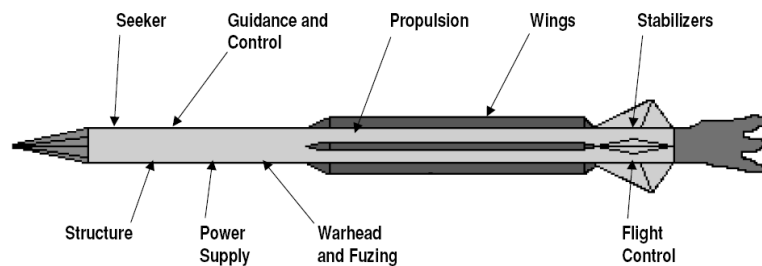 Seeker
Guidance and
Control
Propulsion
Wings
Stabilizers
Structure
Power
Supply
Warhead
and Fuzing
Flight
Control